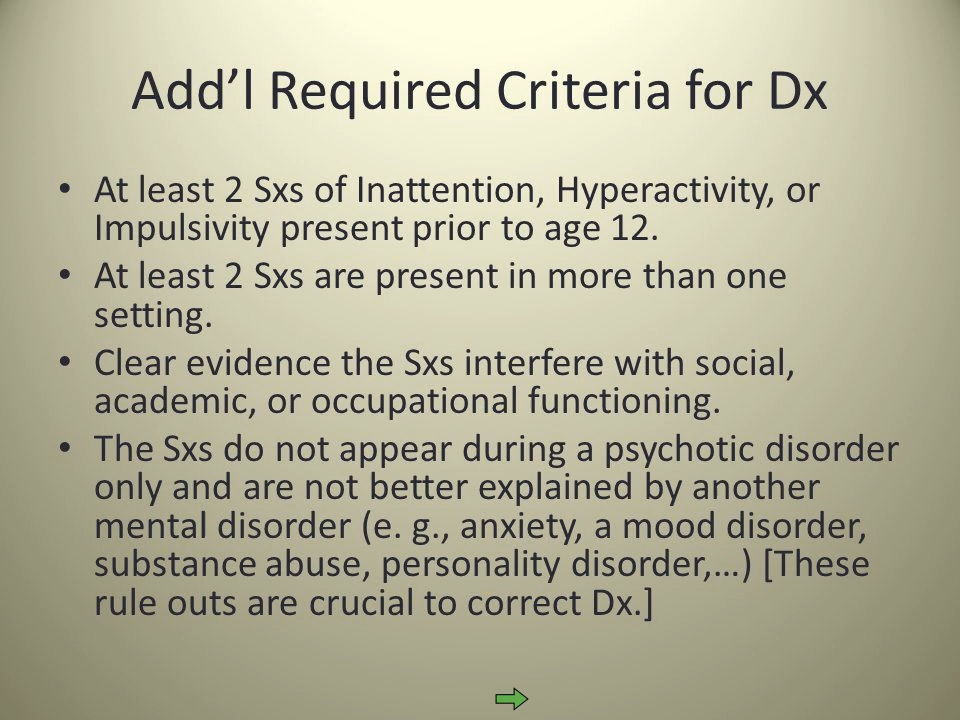 Add’l Required Criteria for Dx
• At least 2 Sxs of Inattention, Hyperactivity, or
Impulsivity present prior to age 12.
• At least 2 Sxs are present in more than one
setting.
• Clear evidence the Sxs interfere with social,
academic, or occupational functioning.
• The Sxs do not appear during a psychotic disorder
only and are not better explained by another
mental disorder (e. g., anxiety, a mood disorder,
substance abuse, personality disorder,…) [These
rule outs are crucial to correct Dx.]